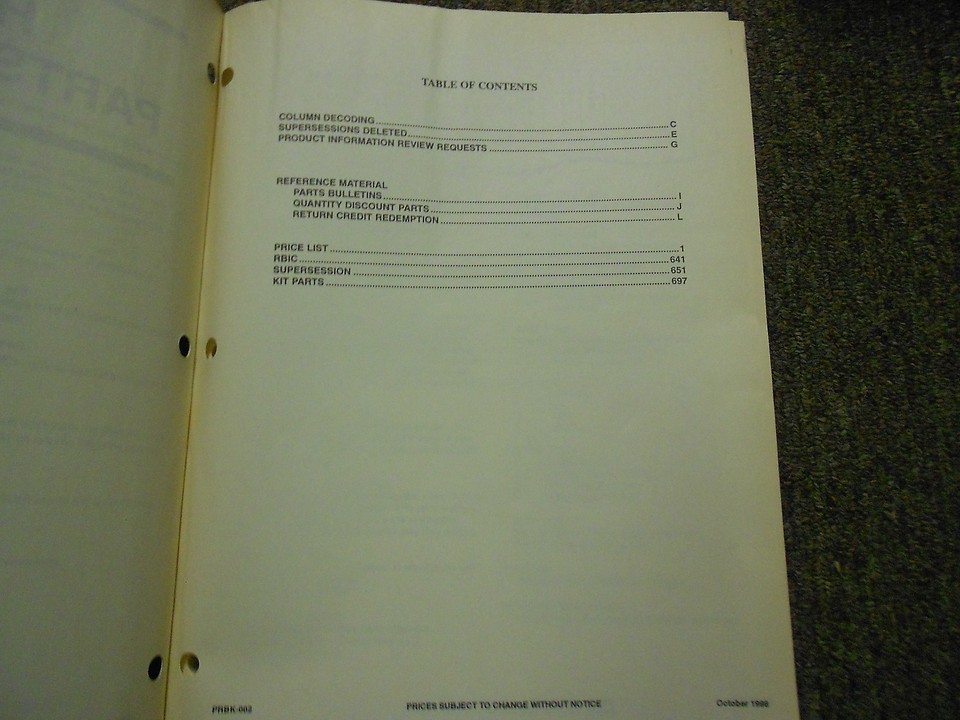 TABLE OF CONTENTS
COLUMN DECODING........C
SUPERSESSIONS DELETED........E
PRODUCT INFORMATION REVIEW REQUESTS........G
REFERENCE MATERIAL
PARTS BULLETINS........I
QUANTITY DISCOUNT PARTS........J
RETURN CREDIT REDEMPTION........L
PRICE LIST........1
RBIC........641
SUPERSESSION........651
KIT PARTS........697
PRBK-002 PRICES SUBJECT TO CHANGE WITHOUT NOTICE October